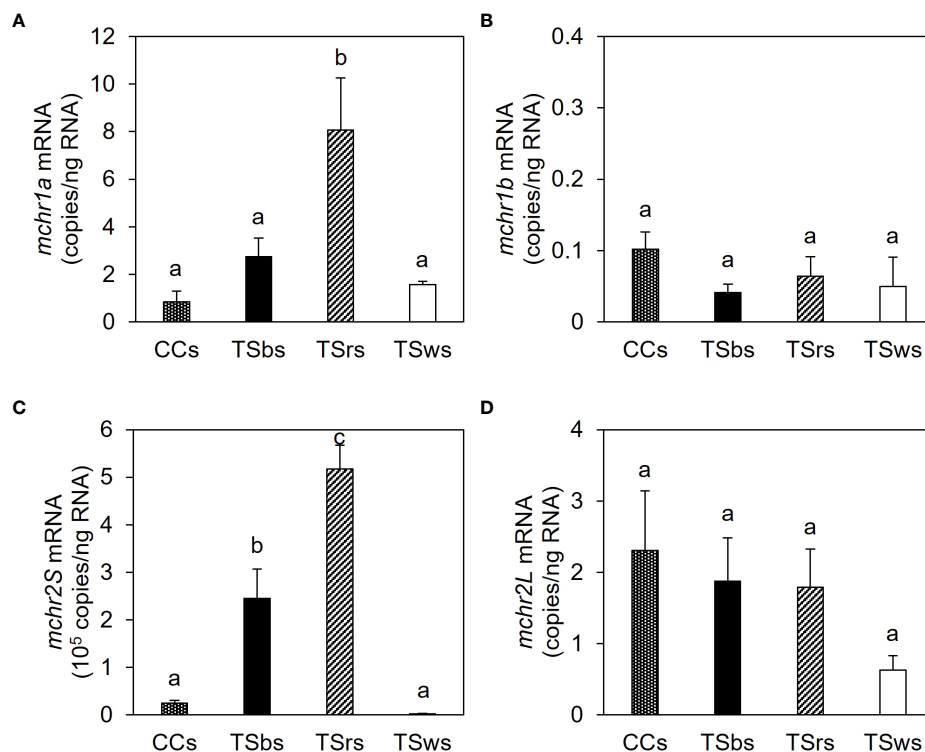 A
mchr1a mRNA
(copies/ng RNA)
12
10
8
6
4
2
0
a
a
b
a
CCs TSbs TSrs TSws
B
mchr1b mRNA
(copies/ng RNA)
0.4
0.3
0.2
0.1
0
a
a
a
a
CCs TSbs TSrs TSws
C
mchr2S mRNA
(10⁵ copies/ng RNA)
6
5
4
3
2
1
0
a
b
c
a
CCs TSbs TSrs TSws
D
mchr2L mRNA
(copies/ng RNA)
4
3
2
1
0
a
a
a
a
CCs TSbs TSrs TSws